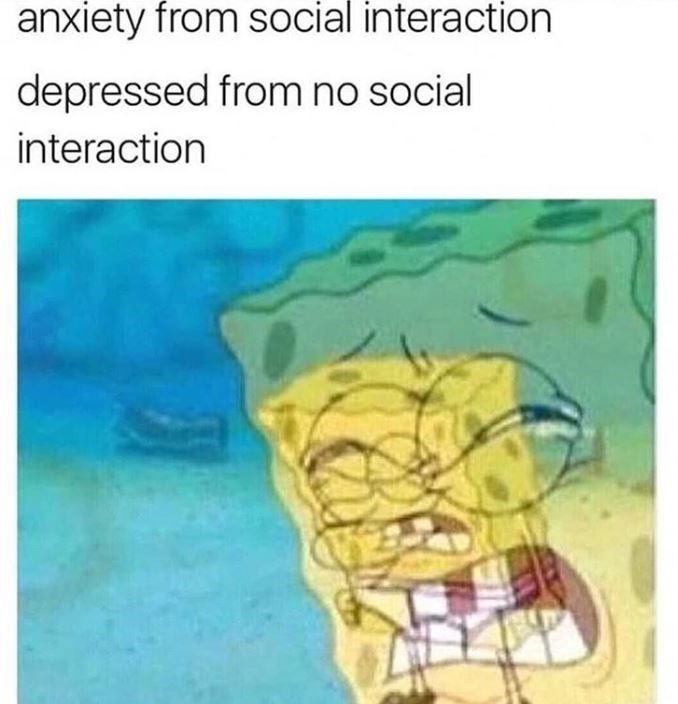 anxiety from social interaction
depressed from no social
interaction